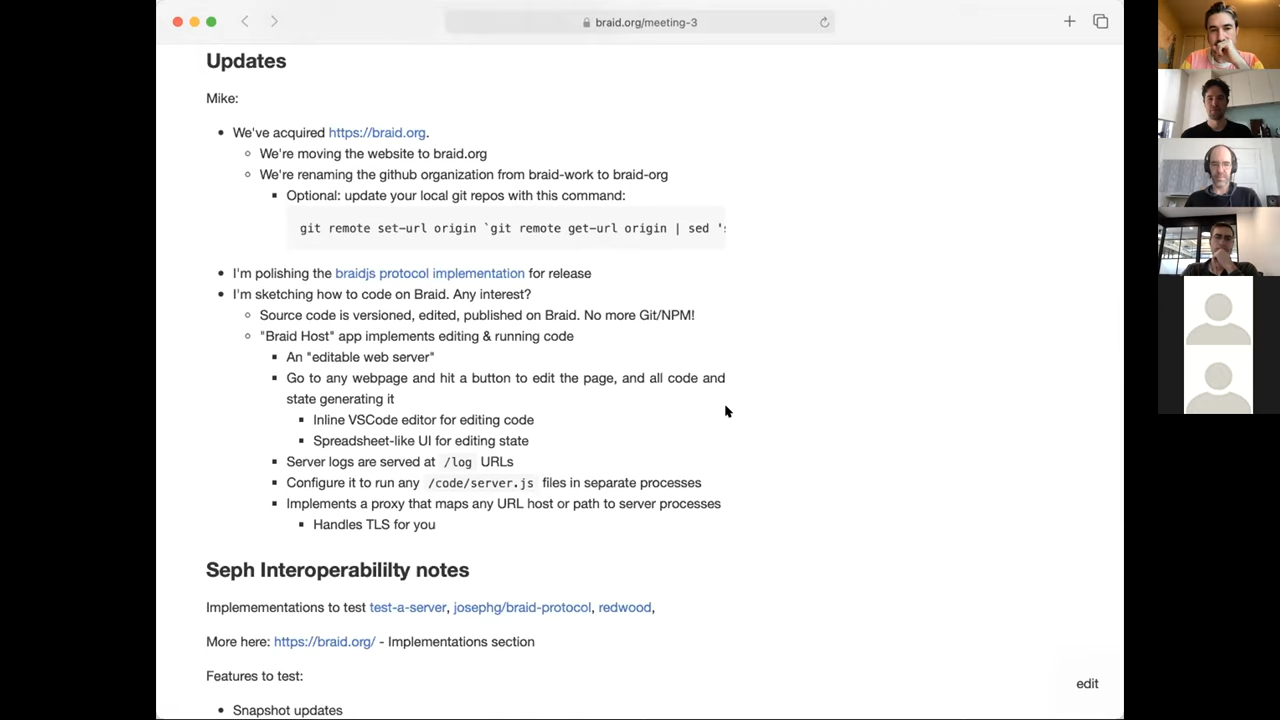 braid.org/meeting-3
Updates
Mike:
We've acquired https://braid.org.
We're moving the website to braid.org
We're renaming the github organization from braid-work to braid-org
Optional: update your local git repos with this command:
git remote set-url origin `git remote get-url origin | sed '
I'm polishing the braidjs protocol implementation for release
I'm sketching how to code on Braid. Any interest?
Source code is versioned, edited, published on Braid. No more Git/NPM!
"Braid Host" app implements editing & running code
An "editable web server"
Go to any webpage and hit a button to edit the page, and all code and
state generating it
Inline VSCode editor for editing code
Spreadsheet-like UI for editing state
Server logs are served at /log URLs
Configure it to run any /code/server.js files in separate processes
Implements a proxy that maps any URL host or path to server processes
Handles TLS for you
Seph Interoperabililty notes
Implemementations to test test-a-server, josephg/braid-protocol, redwood,
More here: https://braid.org/ - Implementations section
Features to test:
edit
Snapshot updates